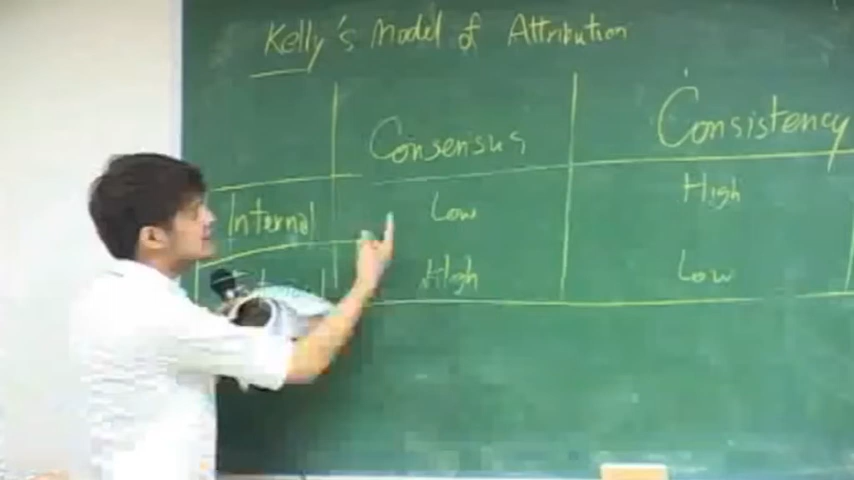 Kelly's Model of Attribution
Consensus Consistency
Internal Low High
High Low